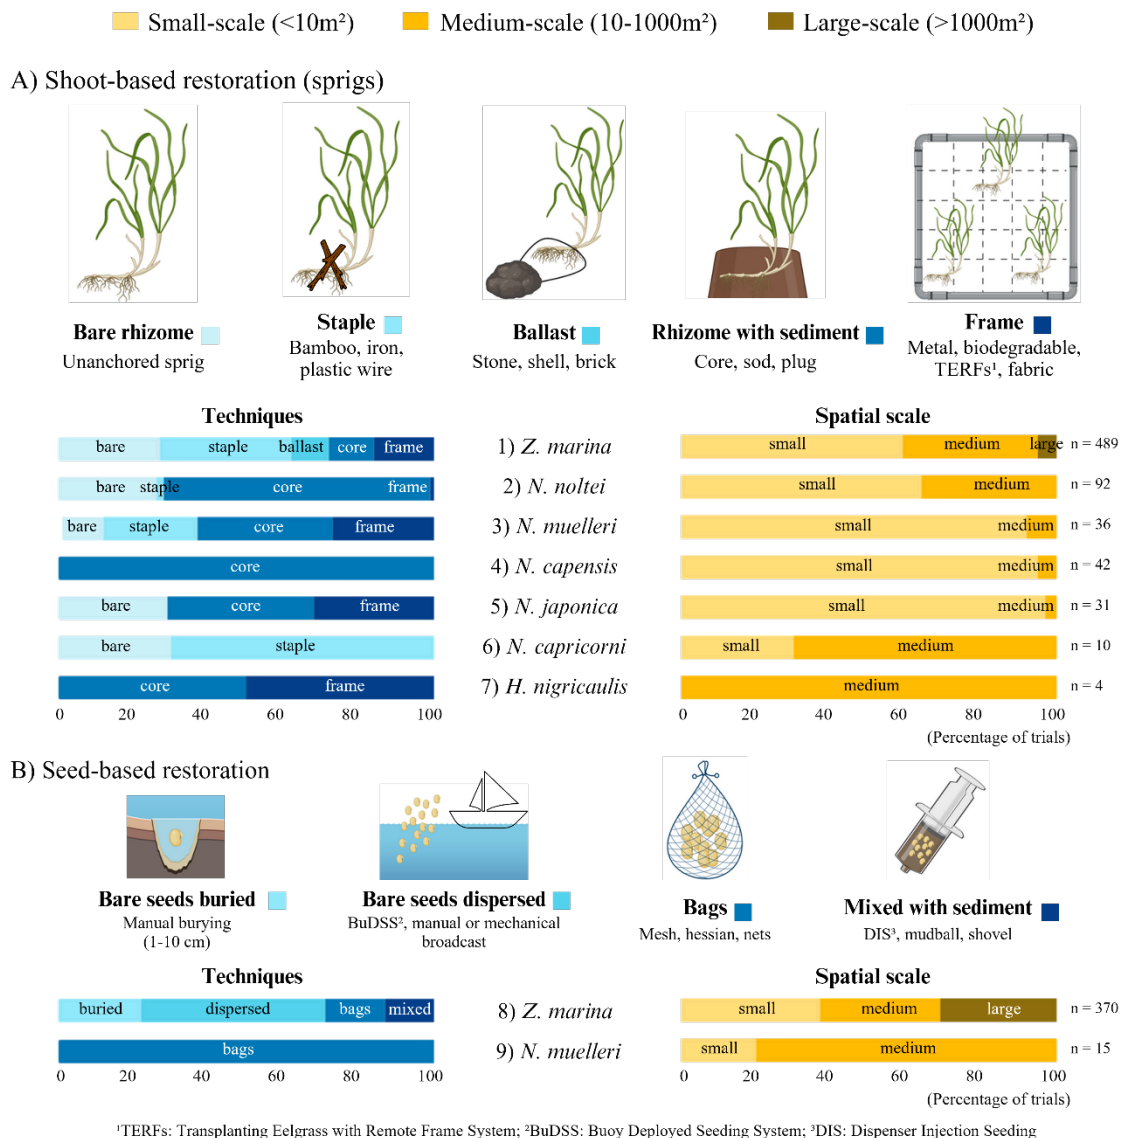 Small-scale (<10m²) Medium-scale (10-1000m²) Large-scale (>1000m²)
A) Shoot-based restoration (sprigs)
Bare rhizome
Unanchored sprig
Staple
Bamboo, iron,
plastic wire
Ballast
Stone, shell, brick
Rhizome with sediment
Core, sod, plug
Frame
Metal, biodegradable,
TERFs¹, fabric
Techniques Spatial scale
bare staple ballast core frame 1) Z. marina small medium large n = 489
bare staple core frame 2) N. noltei small medium n = 92
bare staple core frame 3) N. muelleri small medium n = 36
core 4) N. capensis small medium n = 42
bare core frame 5) N. japonica small medium n = 31
bare staple 6) N. capricorni small medium n = 10
core frame 7) H. nigricaulis medium n = 4
0 20 40 60 80 100 0 20 40 60 80 100
(Percentage of trials)
B) Seed-based restoration
Bare seeds buried
Manual burying
(1-10 cm)
Bare seeds dispersed
BuDSS², manual or mechanical
broadcast
Bags
Mesh, hessian, nets
Mixed with sediment
DIS³, mudball, shovel
Techniques Spatial scale
buried dispersed bags mixed 8) Z. marina small medium large n = 370
bags 9) N. muelleri small medium n = 15
0 20 40 60 80 100 0 20 40 60 80 100
(Percentage of trials)
¹TERFs: Transplanting Eelgrass with Remote Frame System; ²BuDSS: Buoy Deployed Seeding System; ³DIS: Dispenser Injection Seeding